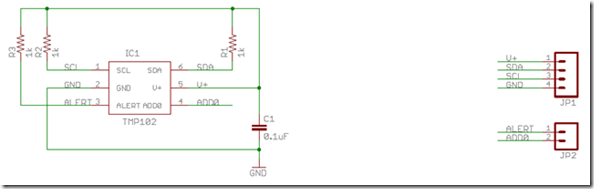 R3
1k
R2
1k
R1
1k
IC1
SCL 1 SCL SDA 6 SDA
GND 2 GND V+ 5 V+
ALERT 3 ALERT ADD0 4 ADD0
TMP102
C1
0.1uF
GND
V+ 1
SDA 2
SCL 3
GND 4
JP1
ALERT 1
ADD0 2
JP2